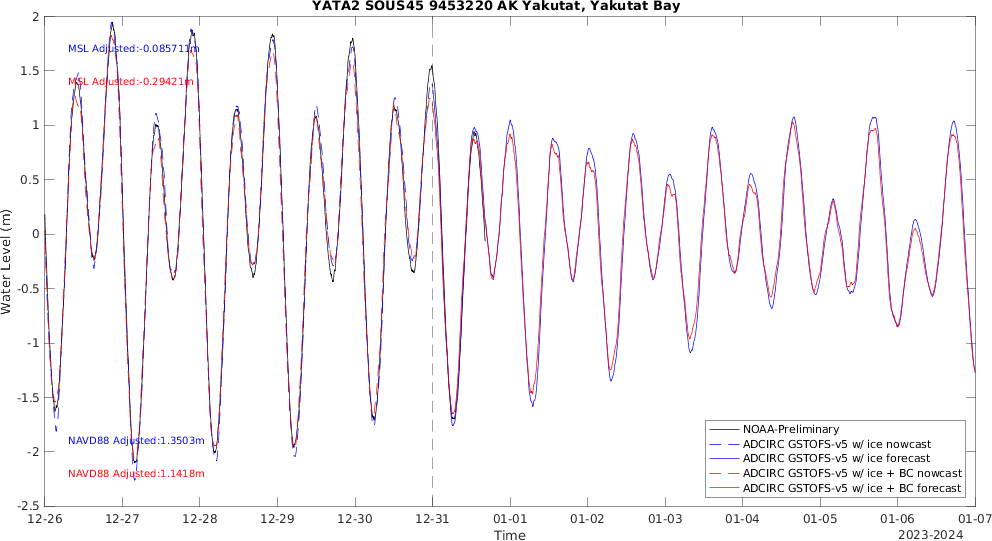 YATA2 SOUS45 9453220 AK Yakutat, Yakutat Bay
2
1.5
1
0.5
0
-0.5
-1
-1.5
-2
-2.5
Water Level (m)
MSL Adjusted:-0.085711m
MSL Adjusted:-0.29421m
NAVD88 Adjusted:1.3503m
NAVD88 Adjusted:1.1418m
NOAA-Preliminary
ADCIRC GSTOFS-v5 w/ ice nowcast
ADCIRC GSTOFS-v5 w/ ice forecast
ADCIRC GSTOFS-v5 w/ ice + BC nowcast
ADCIRC GSTOFS-v5 w/ ice + BC forecast
12-26 12-27 12-28 12-29 12-30 12-31 01-01 01-02 01-03 01-04 01-05 01-06 01-07
Time
2023-2024